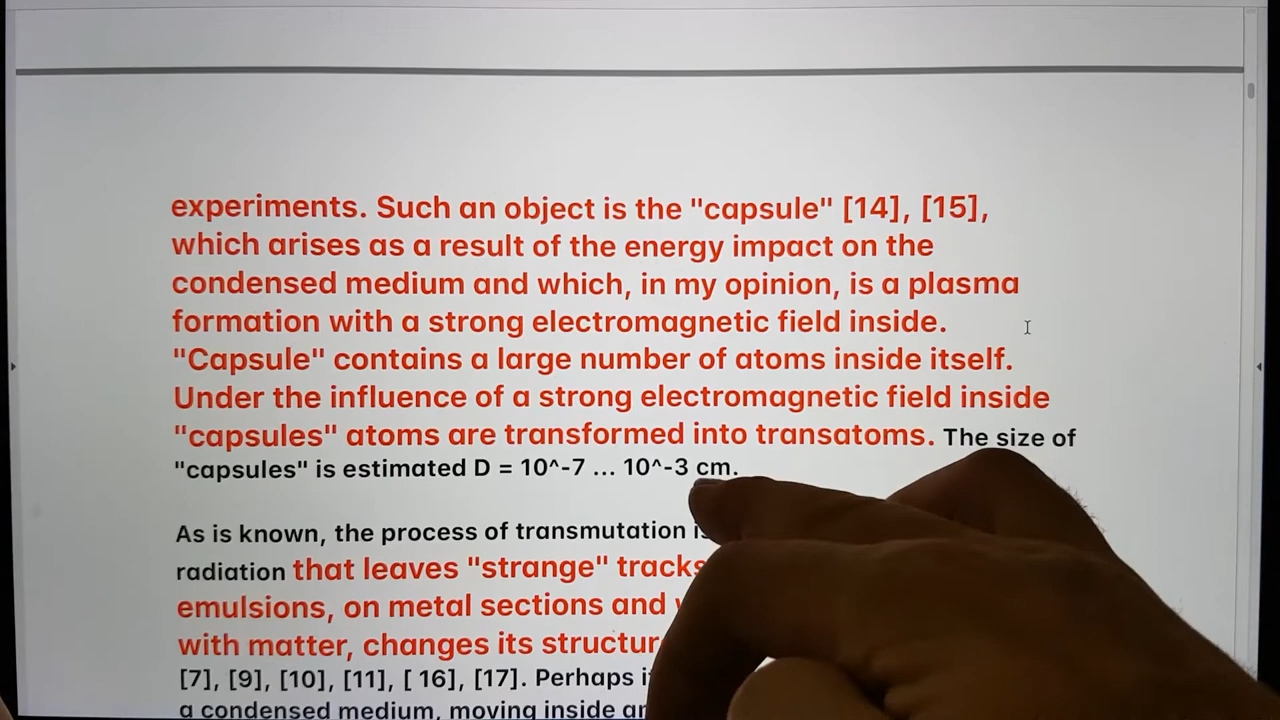 experiments. Such an object is the "capsule" [14], [15],
which arises as a result of the energy impact on the
condensed medium and which, in my opinion, is a plasma
formation with a strong electromagnetic field inside.
"Capsule" contains a large number of atoms inside itself.
Under the influence of a strong electromagnetic field inside
"capsules" atoms are transformed into transatoms. The size of
"capsules" is estimated D = 10^-7 ... 10^-3 cm.
As is known, the process of transmutation
radiation that leaves "strange" tracks
emulsions, on metal sections and
with matter, changes its
[7], [9], [10], [11], [ 16], [17]. Perhaps
a condensed medium, moving inside